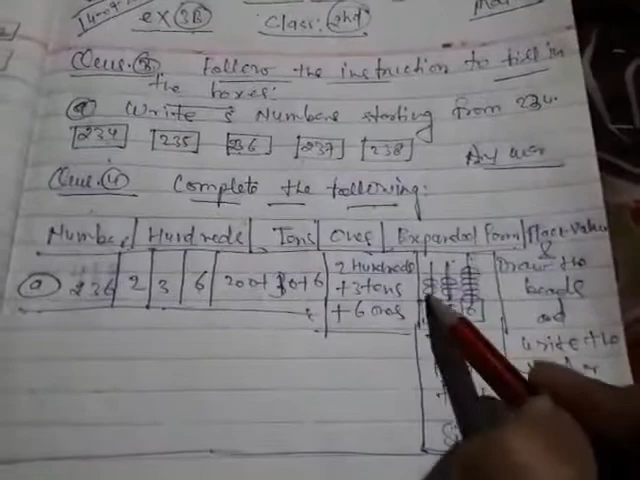 ex 3B
Class: 2nd
Ques. 3 Follow the instruction to fill in
the boxes:
a Write 5 Numbers starting from 234.
234 235 236 237 238 Answer
Ques. 4 Complete the following:
Number Hundreds Tens Ones Expanded Form Place Value
a 236 2 3 6 200+30+6 2 Hundreds Draw the
+3 tens beads
+6 ones 6 and
write the